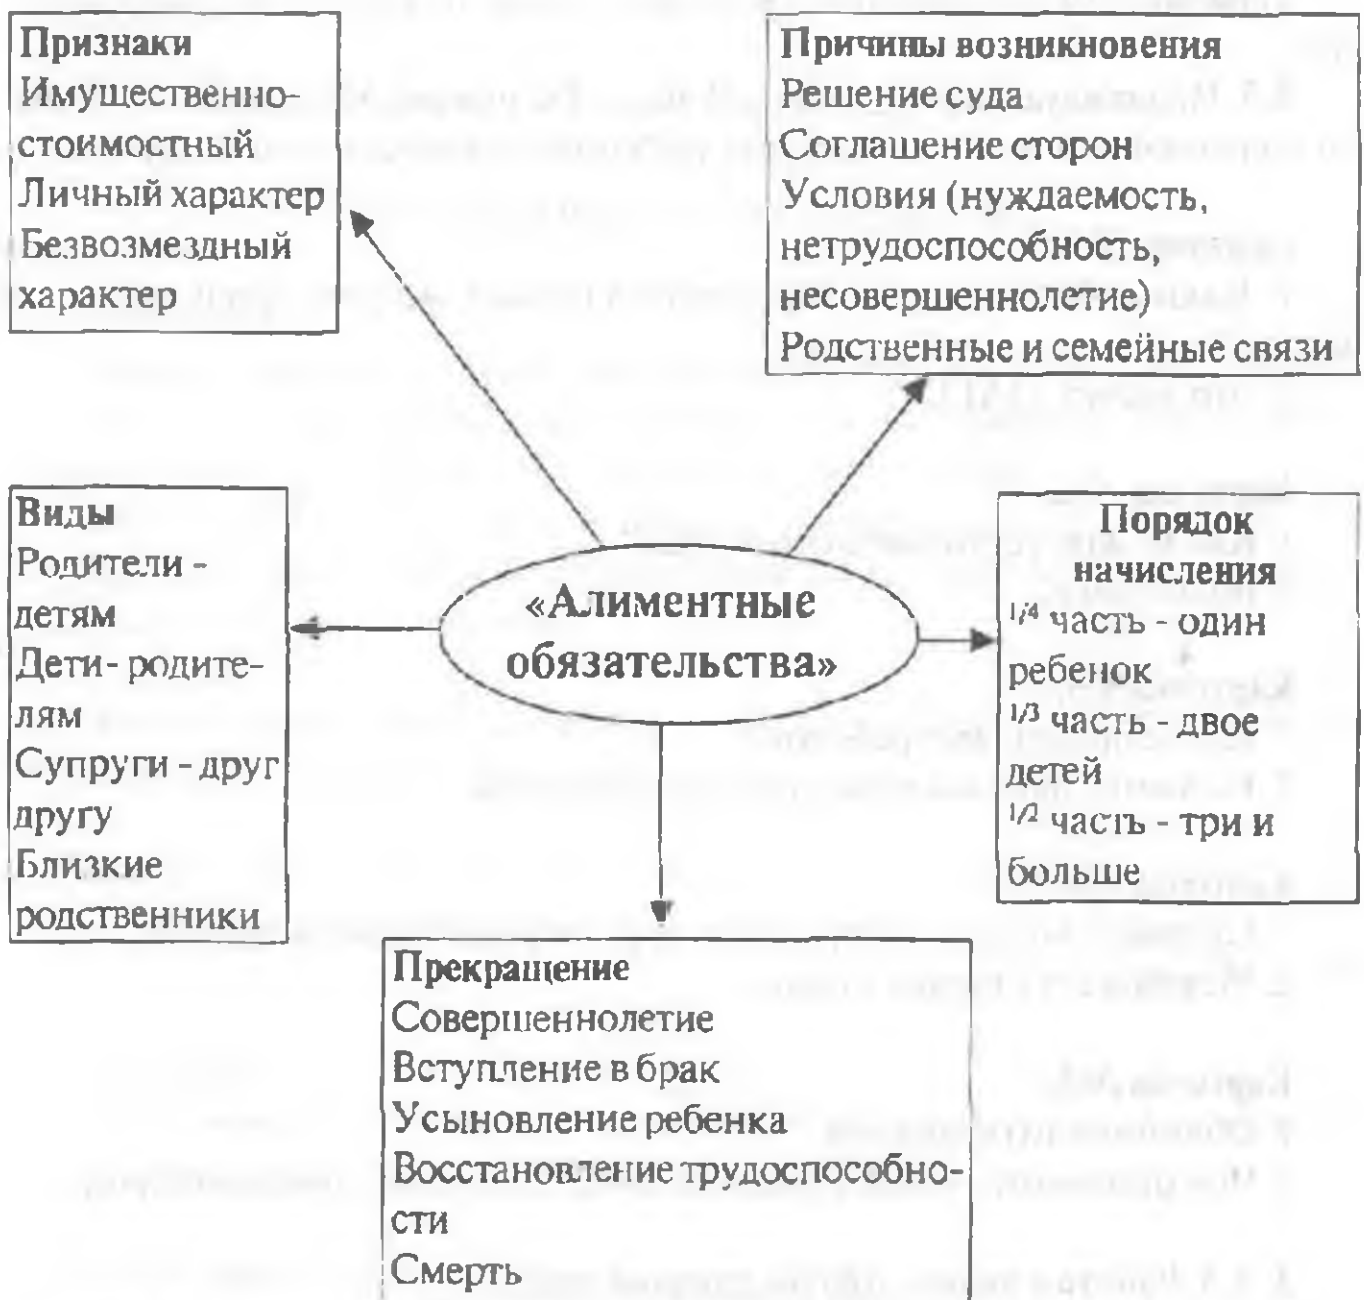 Признаки
Имущественно-
стоимостный
Личный характер
Безвозмездный
характер
Причины возникновения
Решение суда
Соглашение сторон
Условия (нуждаемость,
нетрудоспособность,
несовершеннолетие)
Родственные и семейные связи
Виды
Родители -
детям
Дети - родите-
лям
Супруги - друг
другу
Близкие
родственники
«Алиментные
обязательства»
Порядок
начисления
1/4 часть - один
ребенок
1/3 часть - двое
детей
1/2 часть - три и
больше
Прекращение
Совершеннолетие
Вступление в брак
Усыновление ребенка
Восстановление трудоспособно-
сти
Смерть